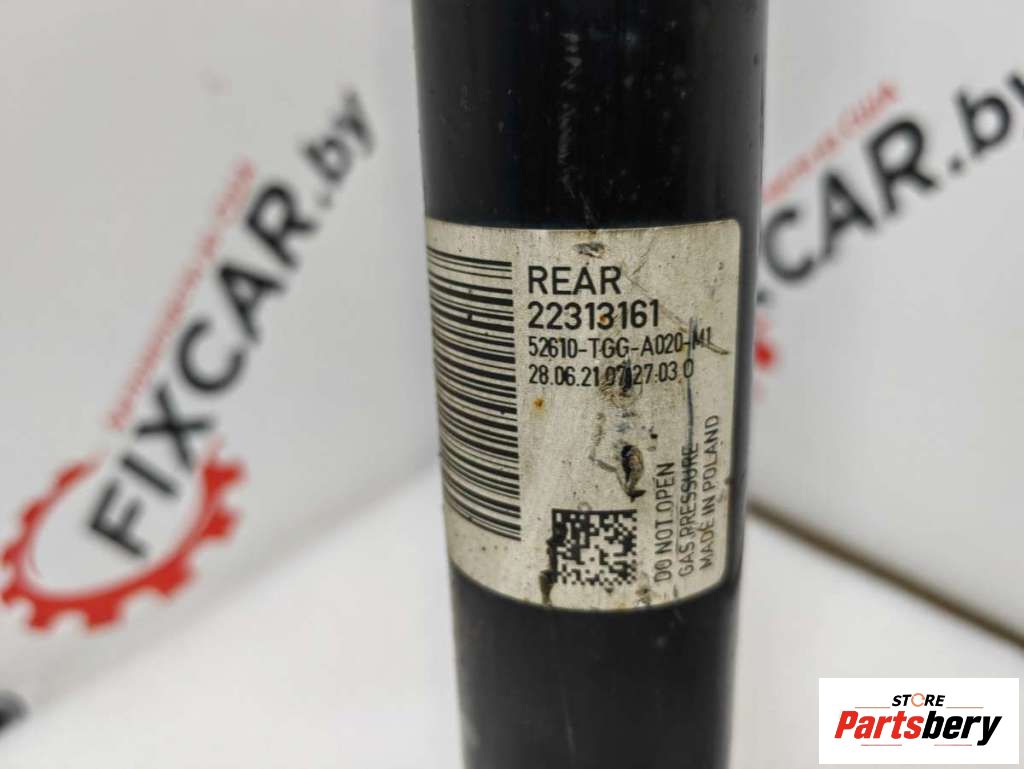 FIXCAR.by
CAR.by
REAR
22313161
52610-TGG-A020-M1
28.06.21 07:27:03 0
DO NOT OPEN
GAS PRESSURE
MADE IN POLAND
STORE
Partsbery